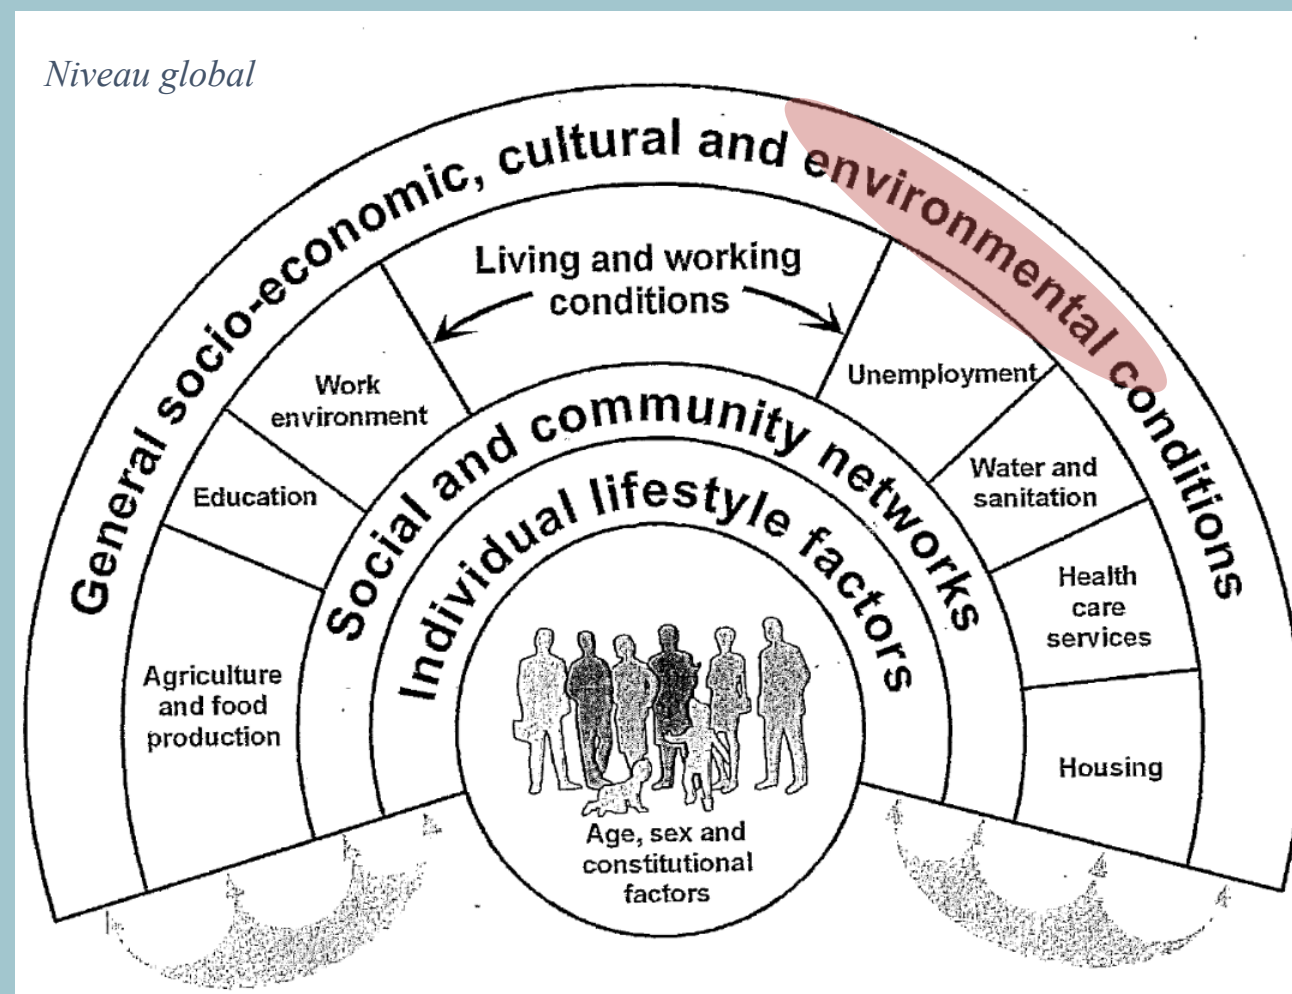 Niveau global
General socio-economic, cultural and environmental conditions
Living and working
conditions
Work
environment
Unemployment
Education
Water and
sanitation
Agriculture
and food
production
Health
care
services
Housing
Social and community networks
Individual lifestyle factors
Age, sex and
constitutional
factors